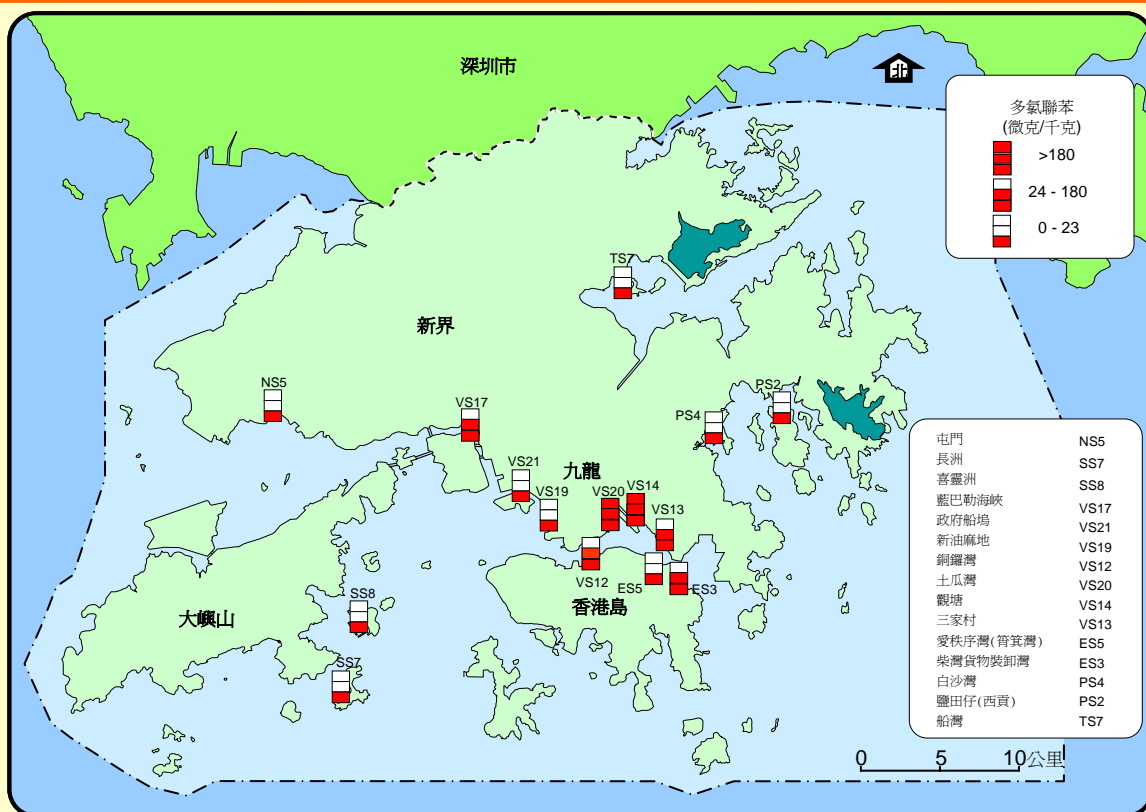 深圳市
北
多氯聯苯
(微克/千克)
>180
24 - 180
0 - 23
TS7
新界
NS5
VS17
PS2
PS4
VS21
九龍
VS19
VS20
VS14
VS13
VS12
ES5
ES3
香港島
SS8
大嶼山
SS7
屯門 NS5
長洲 SS7
喜靈洲 SS8
藍巴勒海峽 VS17
政府船塢 VS21
新油麻地 VS19
銅鑼灣 VS12
土瓜灣 VS20
觀塘 VS14
三家村 VS13
愛秩序灣(筲箕灣) ES5
柴灣貨物裝卸灣 ES3
白沙灣 PS4
鹽田仔(西貢) PS2
船灣 TS7
0 5 10公里